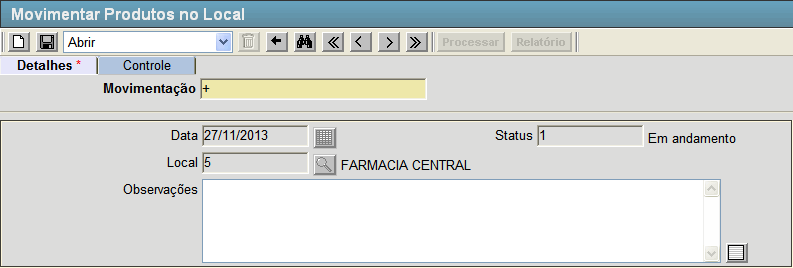 Movimentar Produtos no Local
Abrir Processar Relatório
Detalhes * Controle
Movimentação +
Data 27/11/2013 Status 1 Em andamento
Local 5 FARMACIA CENTRAL
Observações